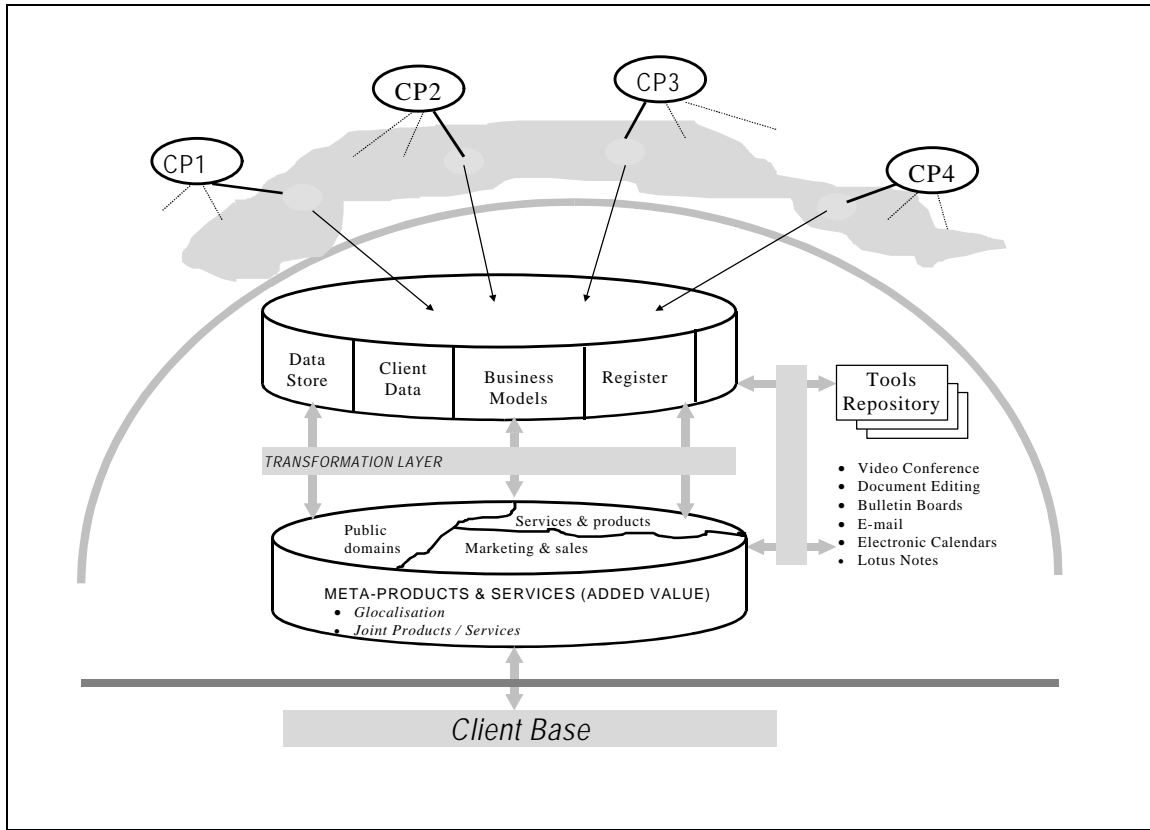 CP1
CP2
CP3
CP4
Data
Store
Client
Data
Business
Models
Register
Tools
Repository
TRANSFORMATION LAYER
• Video Conference
• Document Editing
• Bulletin Boards
• E-mail
• Electronic Calendars
• Lotus Notes
Public
domains
Services & products
Marketing & sales
META-PRODUCTS & SERVICES (ADDED VALUE)
• Glocalisation
• Joint Products / Services
Client Base